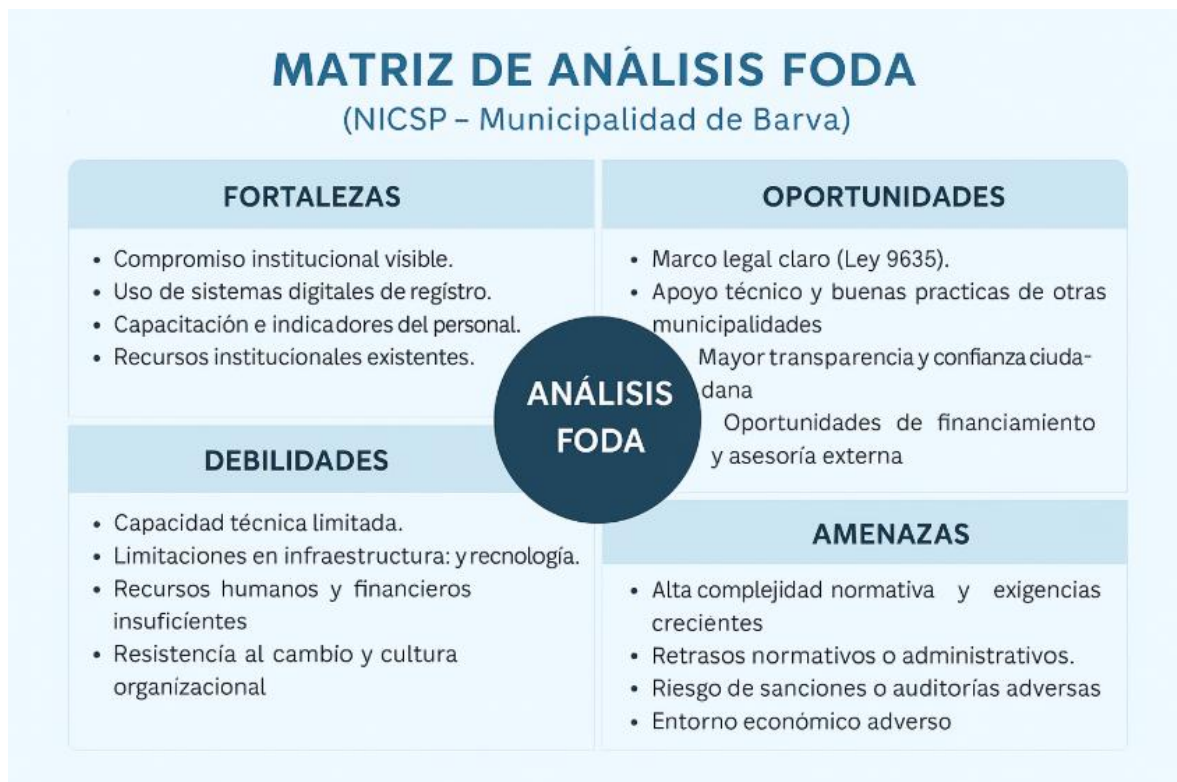 MATRIZ DE ANÁLISIS FODA
(NICSP – Municipalidad de Barva)
FORTALEZAS
• Compromiso institucional visible.
• Uso de sistemas digitales de regístro.
• Capacitación e indicadores del personal.
• Recursos institucionales existentes.
OPORTUNIDADES
• Marco legal claro (Ley 9635).
• Apoyo técnico y buenas practicas de otras
municipalidades
Mayor transparencia y confianza ciuda-
dana
Oportunidades de financiamiento
y asesoría externa
ANÁLISIS
FODA
DEBILIDADES
• Capacidad técnica limitada.
• Limitaciones en infraestructura: y recnología.
• Recursos humanos y financieros
insuficíentes
• Resistencía al cambio y cultura
organizacional
AMENAZAS
• Alta complejidad normativa y exigencias
creciéntes
• Retrasos normativos o administrativos.
• Riesgo de sanciones o auditorías adversas
• Entorno económico adverso